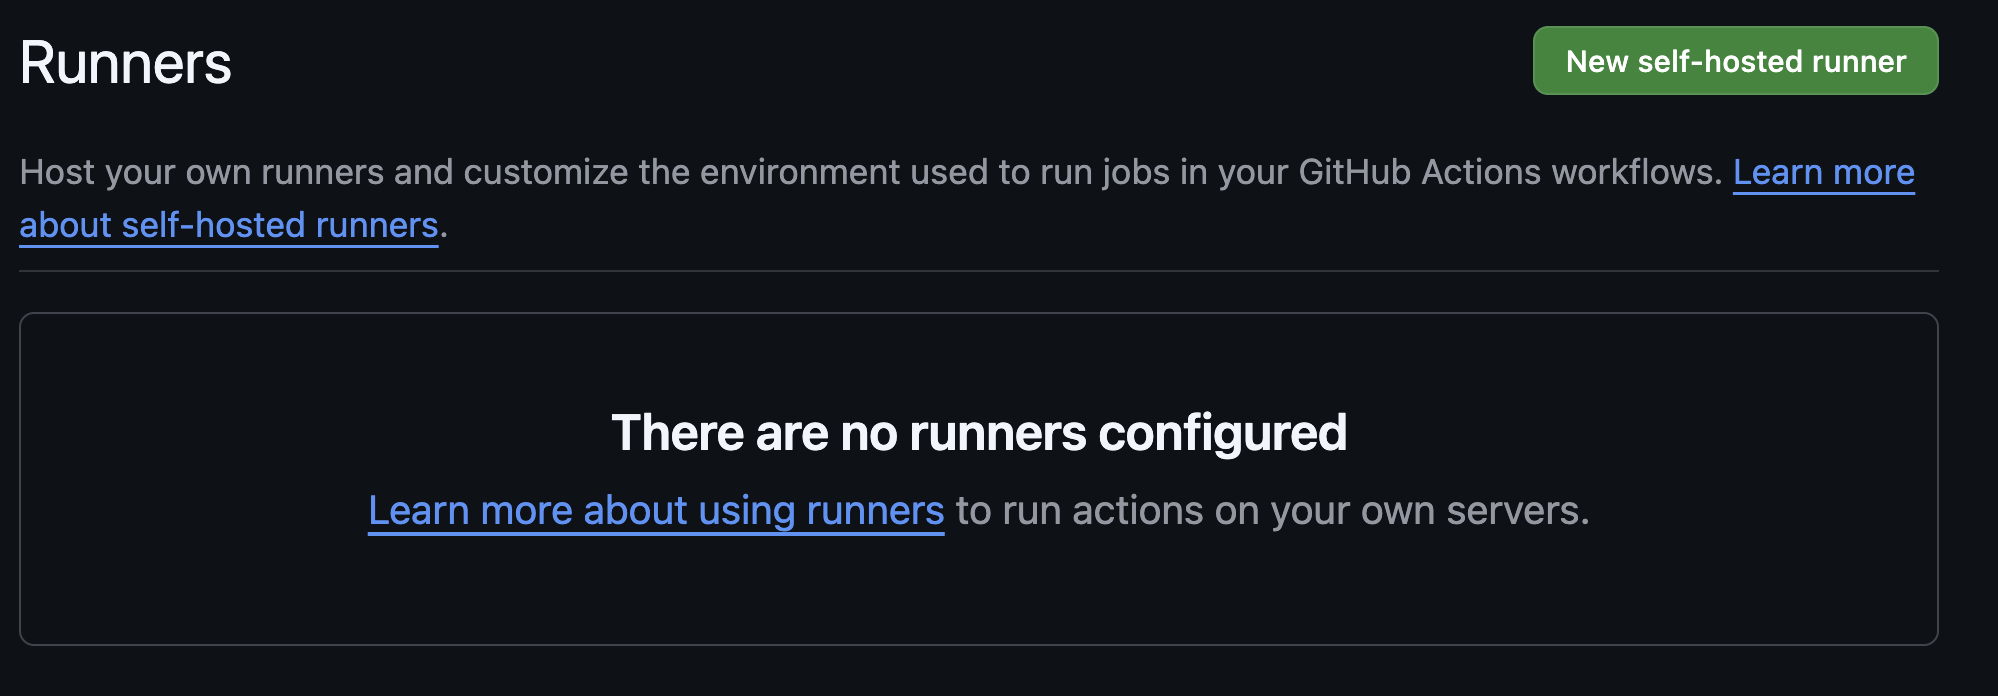 Runners
New self-hosted runner
Host your own runners and customize the environment used to run jobs in your GitHub Actions workflows. Learn more
about self-hosted runners.
There are no runners configured
Learn more about using runners to run actions on your own servers.